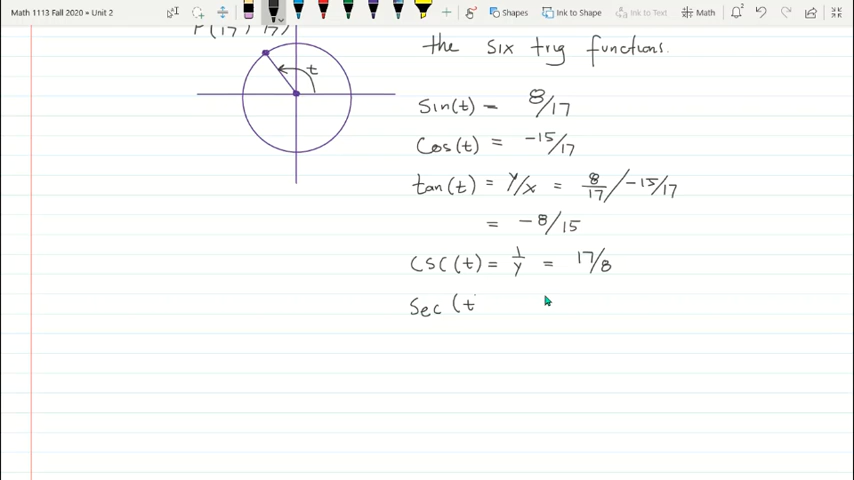 Math 1113 Fall 2020 » Unit 2
Shapes
Ink to Shape
Ink to Text
Math
the six trig functions.
t
sin(t) = 8/17
Cos(t) = -15/17
tan(t) = y/x = 8/17 / -15/17
= -8/15
CSC(t) = 1/y = 17/8
Sec (t